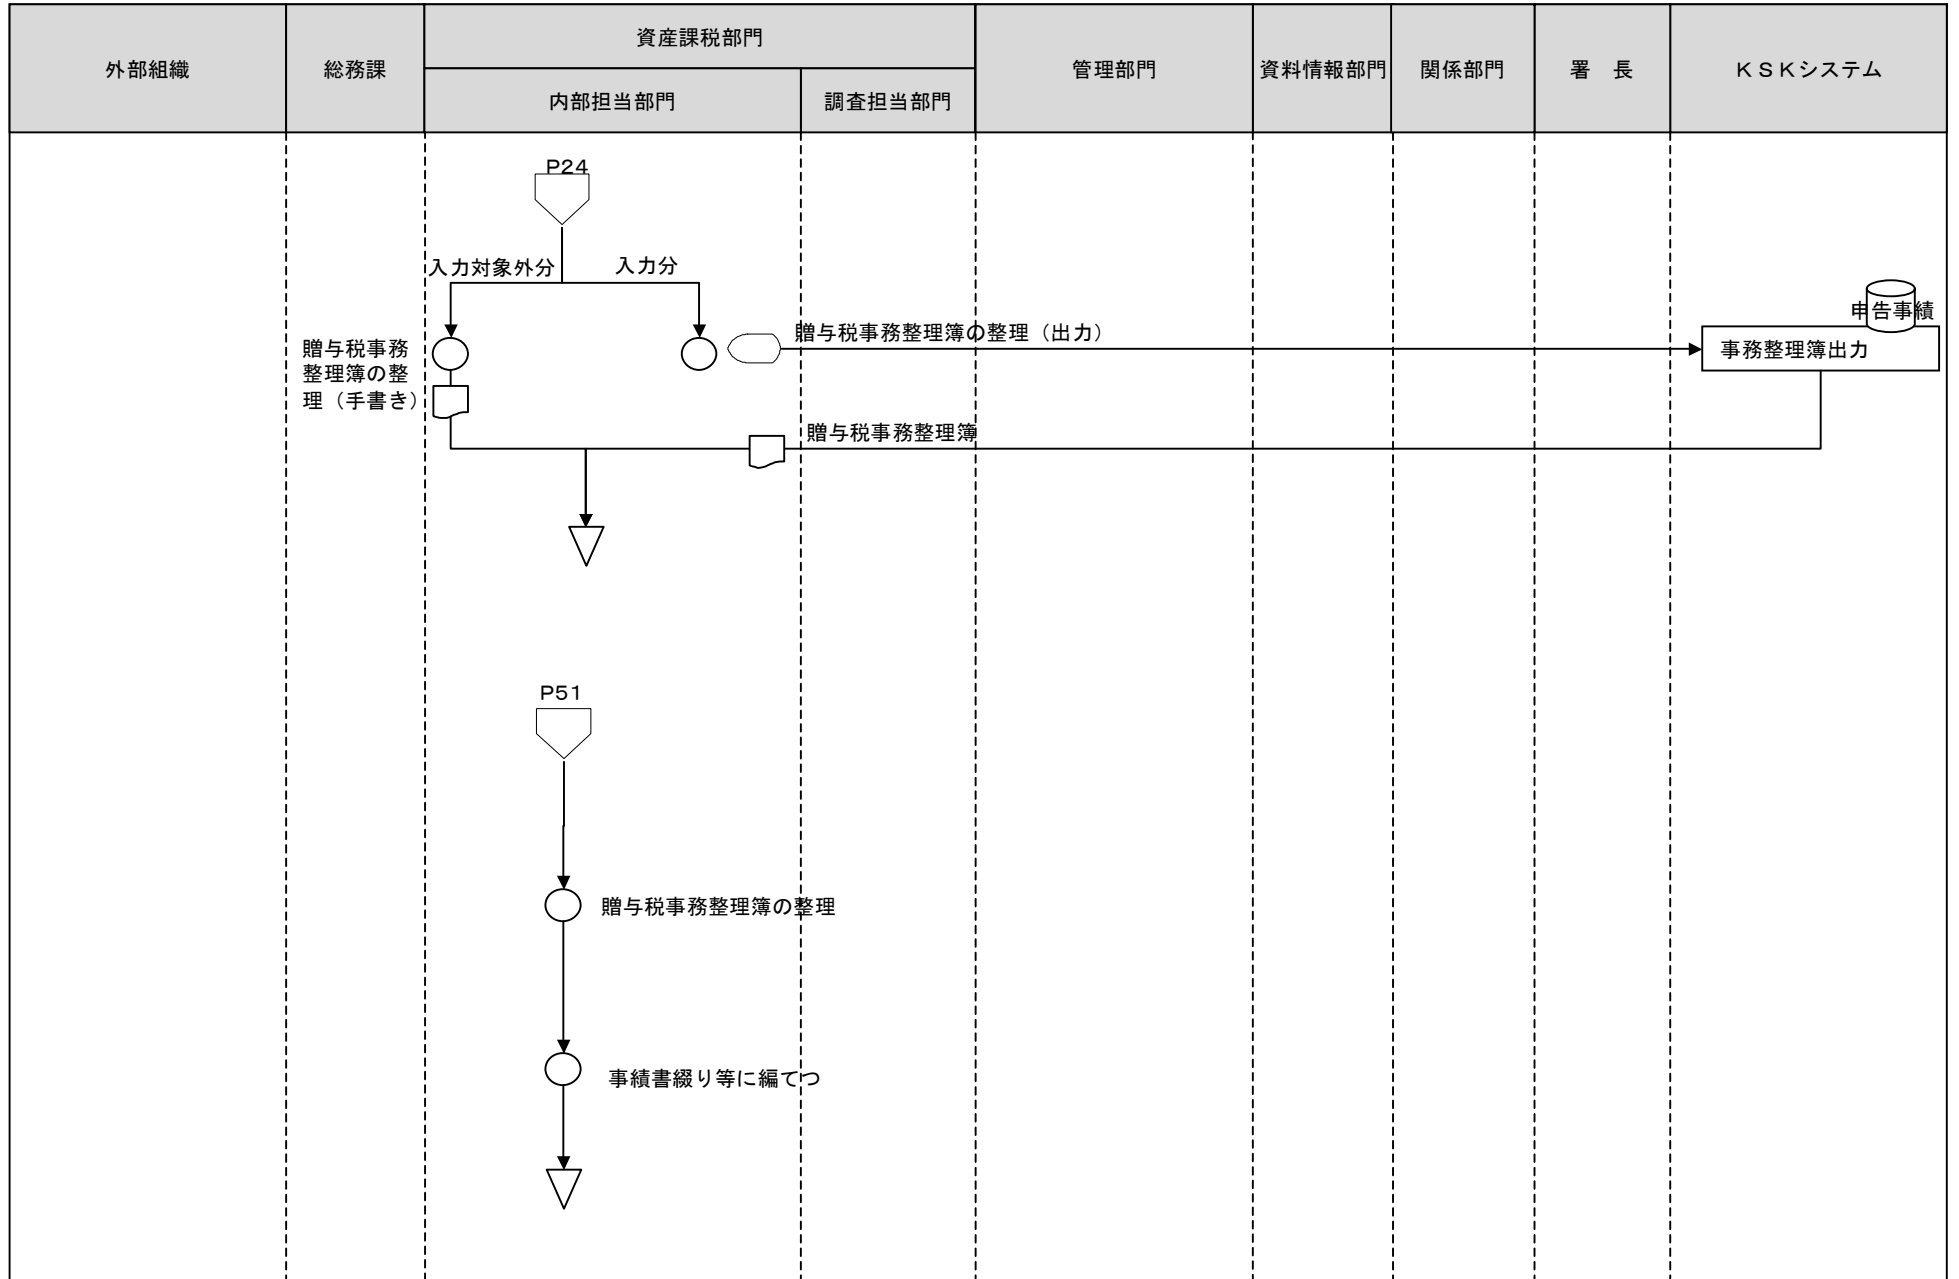 外部組織
総務課
資産課税部門
内部担当部門
調査担当部門
管理部門
資料情報部門
関係部門
署　長
ＫＳＫシステム
P24
入力対象外分
入力分
贈与税事務
整理簿の整
理（手書き）
贈与税事務整理簿の整理（出力）
申告事績
事務整理簿出力
贈与税事務整理簿
P51
贈与税事務整理簿の整理
事績書綴り等に編てつ